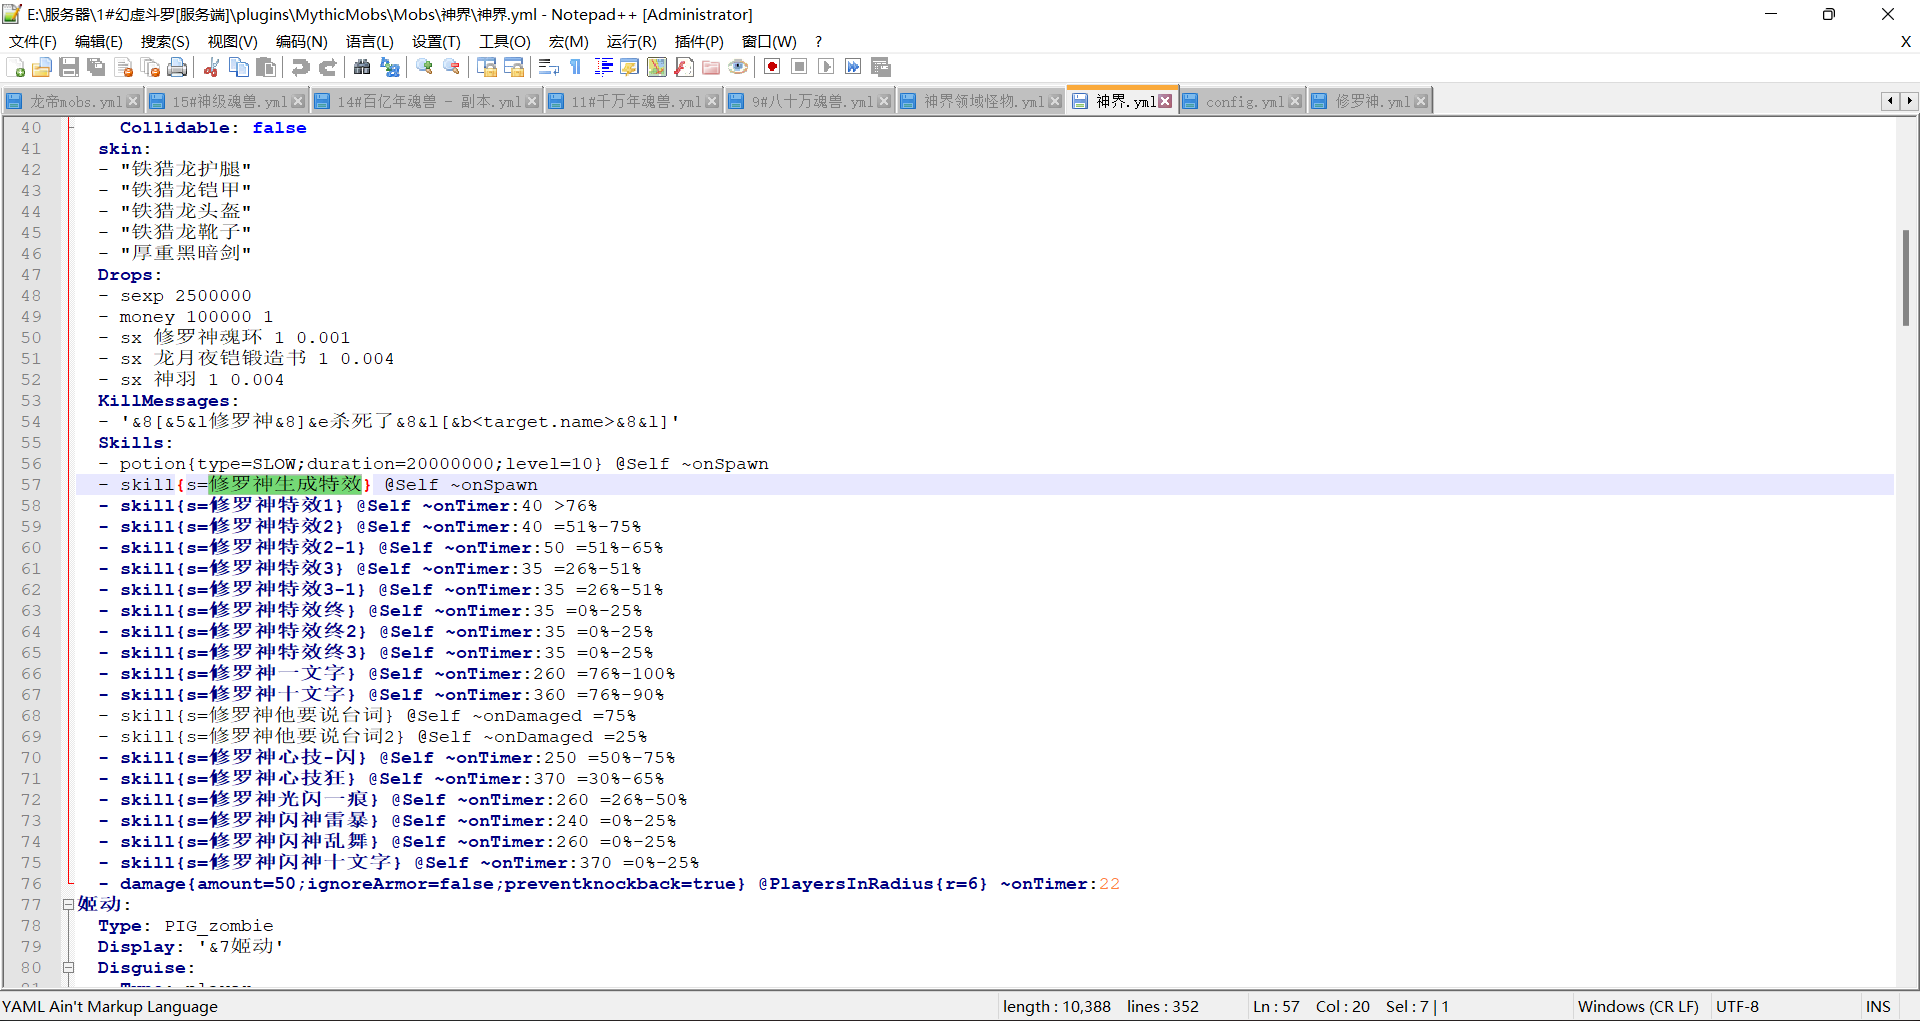 E:\服务器\1#幻虚斗罗[服务端]\plugins\MythicMobs\Mobs\神界\神界.yml - Notepad++ [Administrator]
文件(F) 编辑(E) 搜索(S) 视图(V) 编码(N) 语言(L) 设置(T) 工具(O) 宏(M) 运行(R) 插件(P) 窗口(W) ? X
龙帝mobs.yml 15#神级魂兽.yml 14#百亿年魂兽 - 副本.yml 11#千万年魂兽.yml 9#八十万魂兽.yml 神界领域怪物.yml 神界.yml config.yml 修罗神.yml
40 Collidable: false
41 skin:
42 - "铁猎龙护腿"
43 - "铁猎龙铠甲"
44 - "铁猎龙头盔"
45 - "铁猎龙靴子"
46 - "厚重黑暗剑"
47 Drops:
48 - sexp 2500000
49 - money 100000 1
50 - sx 修罗神魂环 1 0.001
51 - sx 龙月夜铠锻造书 1 0.004
52 - sx 神羽 1 0.004
53 KillMessages:
54 - '&8[&5&l修罗神&8]&e杀死了&8&l[&b<target.name>&8&l]'
55 Skills:
56 - potion{type=SLOW;duration=20000000;level=10} @Self ~onSpawn
57 - skill{s=修罗神生成特效} @Self ~onSpawn
58 - skill{s=修罗神特效1} @Self ~onTimer:40 >76%
59 - skill{s=修罗神特效2} @Self ~onTimer:40 =51%-75%
60 - skill{s=修罗神特效2-1} @Self ~onTimer:50 =51%-65%
61 - skill{s=修罗神特效3} @Self ~onTimer:35 =26%-51%
62 - skill{s=修罗神特效3-1} @Self ~onTimer:35 =26%-51%
63 - skill{s=修罗神特效终} @Self ~onTimer:35 =0%-25%
64 - skill{s=修罗神特效终2} @Self ~onTimer:35 =0%-25%
65 - skill{s=修罗神特效终3} @Self ~onTimer:35 =0%-25%
66 - skill{s=修罗神一文字} @Self ~onTimer:260 =76%-100%
67 - skill{s=修罗神十文字} @Self ~onTimer:360 =76%-90%
68 - skill{s=修罗神他要说台词} @Self ~onDamaged =75%
69 - skill{s=修罗神他要说台词2} @Self ~onDamaged =25%
70 - skill{s=修罗神心技-闪} @Self ~onTimer:250 =50%-75%
71 - skill{s=修罗神心技狂} @Self ~onTimer:370 =30%-65%
72 - skill{s=修罗神光闪一痕} @Self ~onTimer:260 =26%-50%
73 - skill{s=修罗神闪神雷暴} @Self ~onTimer:240 =0%-25%
74 - skill{s=修罗神闪神乱舞} @Self ~onTimer:260 =0%-25%
75 - skill{s=修罗神闪神十文字} @Self ~onTimer:370 =0%-25%
76 - damage{amount=50;ignoreArmor=false;preventknockback=true} @PlayersInRadius{r=6} ~onTimer:22
77 姬动:
78 Type: PIG_zombie
79 Display: '&7姬动'
80 Disguise:
YAML Ain't Markup Language length : 10,388 lines : 352 Ln : 57 Col : 20 Sel : 7 | 1 Windows (CR LF) UTF-8 INS